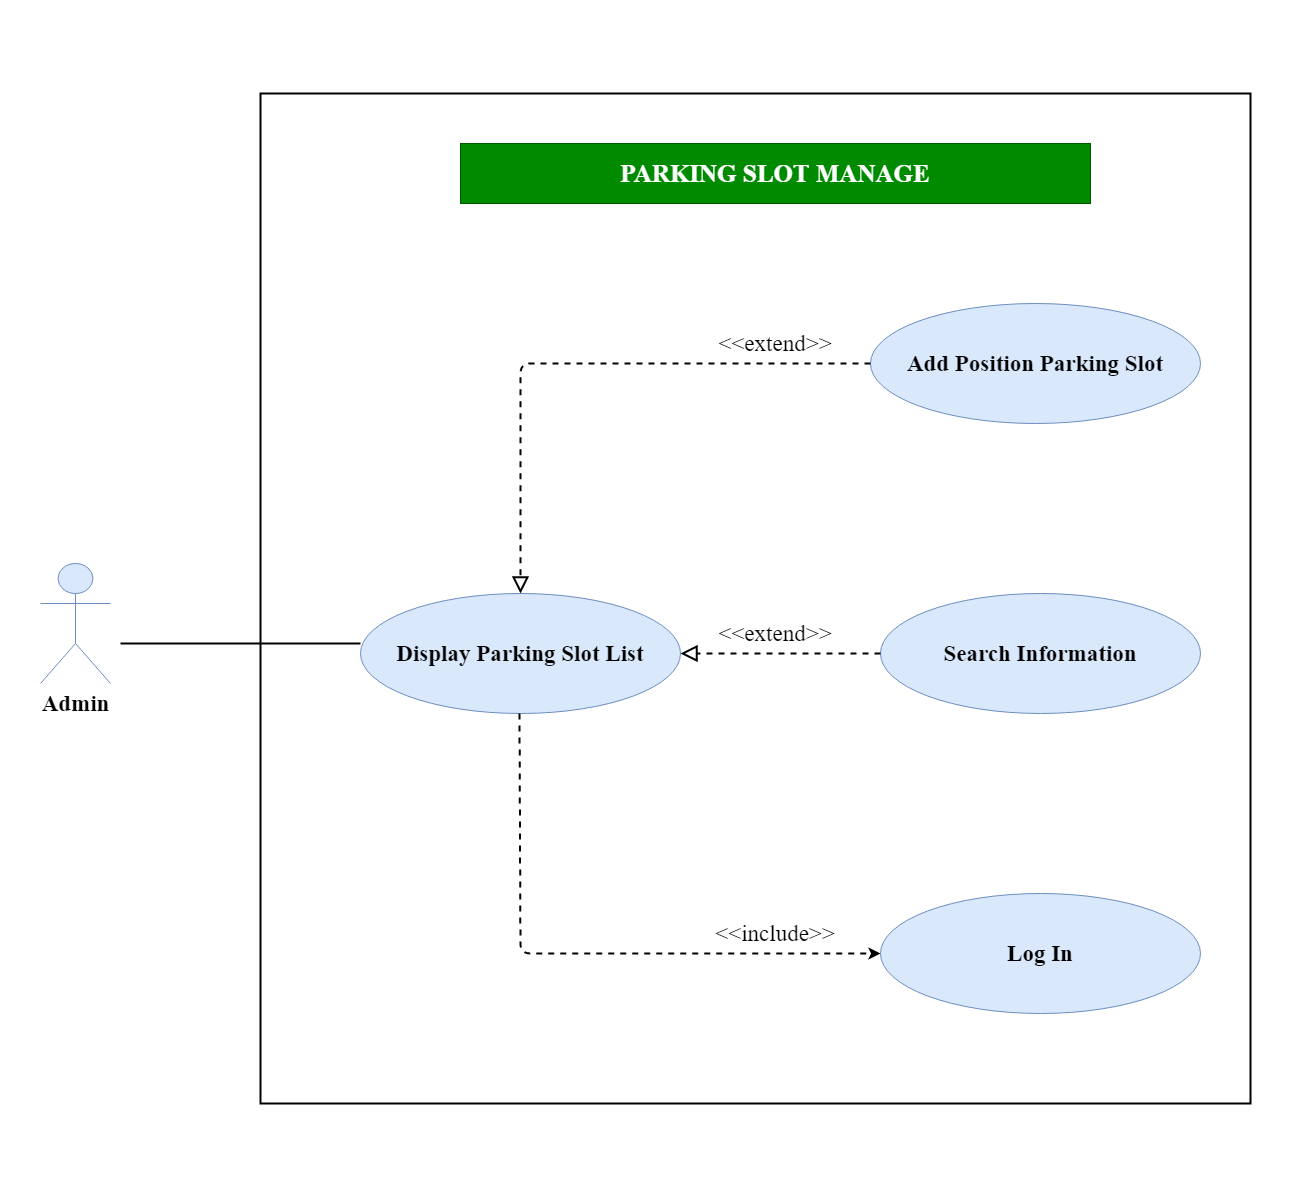 PARKING SLOT MANAGE
<<extend>>
Add Position Parking Slot
<<extend>>
Display Parking Slot List
Search Information
Admin
<<include>>
Log In